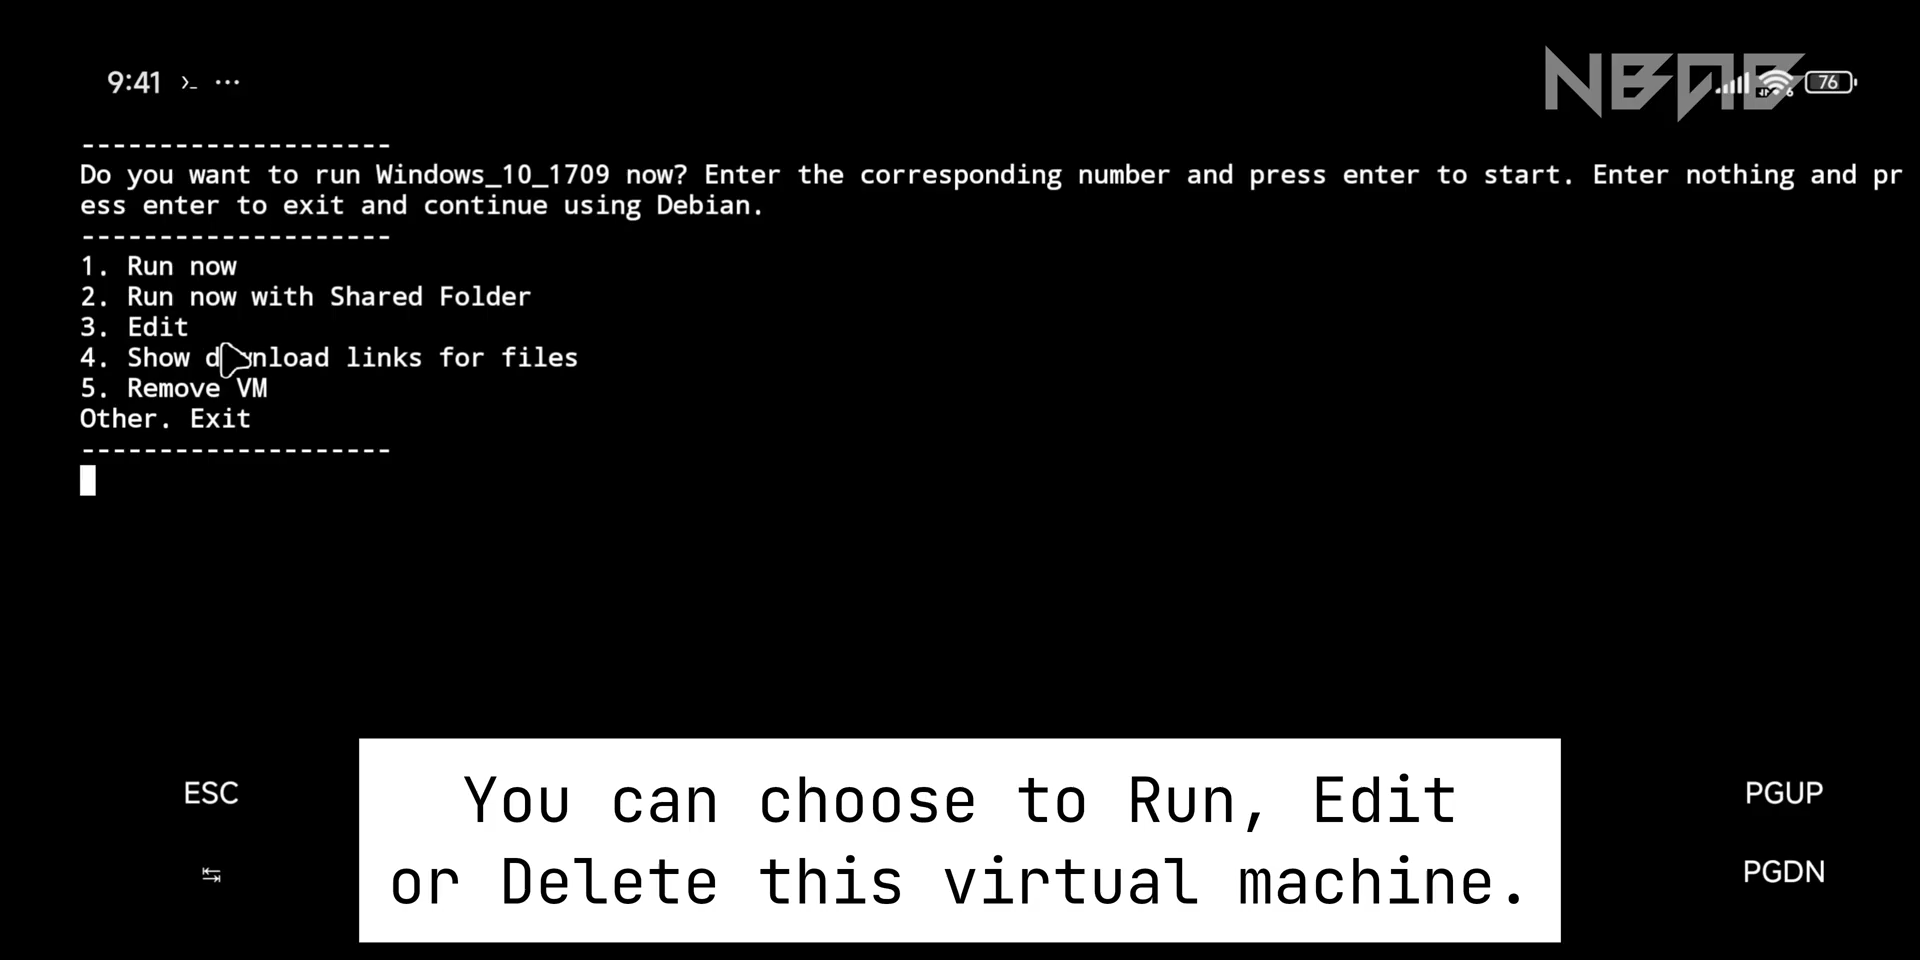 9:41 >_ ...
NBAB
76
--------------------
Do you want to run Windows_10_1709 now? Enter the corresponding number and press enter to start. Enter nothing and pr
ess enter to exit and continue using Debian.
--------------------
1. Run now
2. Run now with Shared Folder
3. Edit
4. Show download links for files
5. Remove VM
Other. Exit
--------------------
ESC
PGUP
You can choose to Run, Edit
or Delete this virtual machine.
PGDN